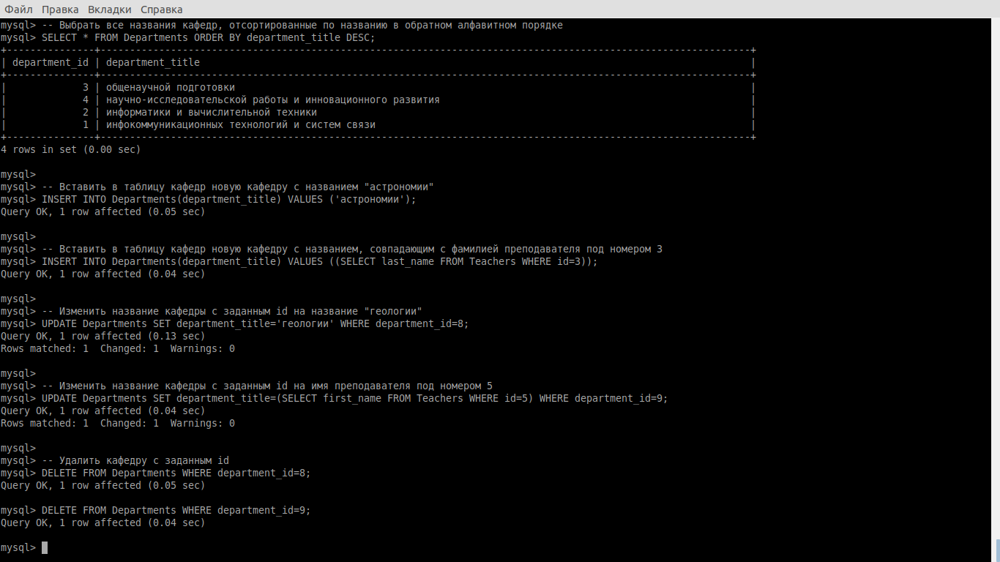 Файл Правка Вкладки Справка
mysql> -- Выбрать все названия кафедр, отсортированные по названию в обратном алфавитном порядке
mysql> SELECT * FROM Departments ORDER BY department_title DESC;
+---------------+---------------------------------------------------------------------------------------------------------------+
| department_id | department_title                                                                                              |
+---------------+---------------------------------------------------------------------------------------------------------------+
|             3 | общенаучной подготовки                                                                                        |
|             4 | научно-исследовательской работы и инновационного развития                                                     |
|             2 | информатики и вычислительной техники                                                                          |
|             1 | инфокоммуникационных технологий и систем связи                                                                |
+---------------+---------------------------------------------------------------------------------------------------------------+
4 rows in set (0.00 sec)
mysql>
mysql> -- Вставить в таблицу кафедр новую кафедру с названием "астрономии"
mysql> INSERT INTO Departments(department_title) VALUES ('астрономии');
Query OK, 1 row affected (0.05 sec)
mysql>
mysql> -- Вставить в таблицу кафедр новую кафедру с названием, совпадающим с фамилией преподавателя под номером 3
mysql> INSERT INTO Departments(department_title) VALUES ((SELECT last_name FROM Teachers WHERE id=3));
Query OK, 1 row affected (0.04 sec)
mysql>
mysql> -- Изменить название кафедры с заданным id на название "геологии"
mysql> UPDATE Departments SET department_title='геологии' WHERE department_id=8;
Query OK, 1 row affected (0.13 sec)
Rows matched: 1  Changed: 1  Warnings: 0
mysql>
mysql> -- Изменить название кафедры с заданным id на имя преподавателя под номером 5
mysql> UPDATE Departments SET department_title=(SELECT first_name FROM Teachers WHERE id=5) WHERE department_id=9;
Query OK, 1 row affected (0.04 sec)
Rows matched: 1  Changed: 1  Warnings: 0
mysql>
mysql> -- Удалить кафедру с заданным id
mysql> DELETE FROM Departments WHERE department_id=8;
Query OK, 1 row affected (0.05 sec)
mysql> DELETE FROM Departments WHERE department_id=9;
Query OK, 1 row affected (0.04 sec)
mysql>